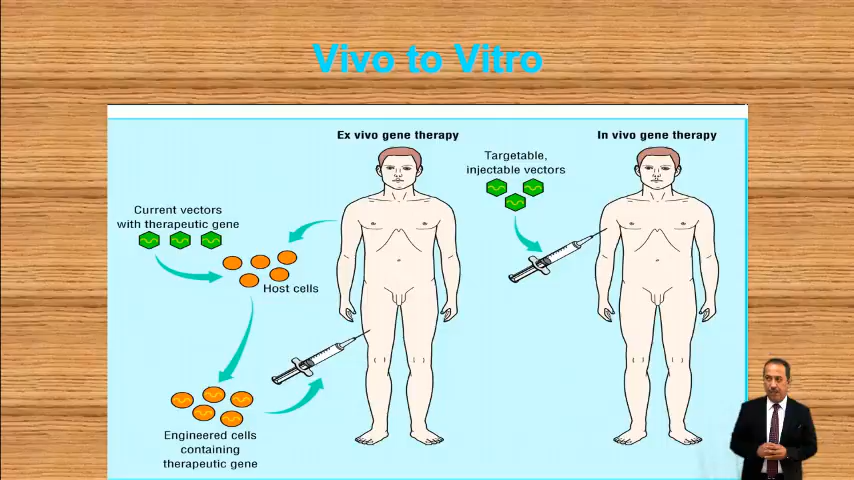 Vivo to Vitro
Ex vivo gene therapy
In vivo gene therapy
Targetable,
injectable vectors
Current vectors
with therapeutic gene
Host cells
Engineered cells
containing
therapeutic gene